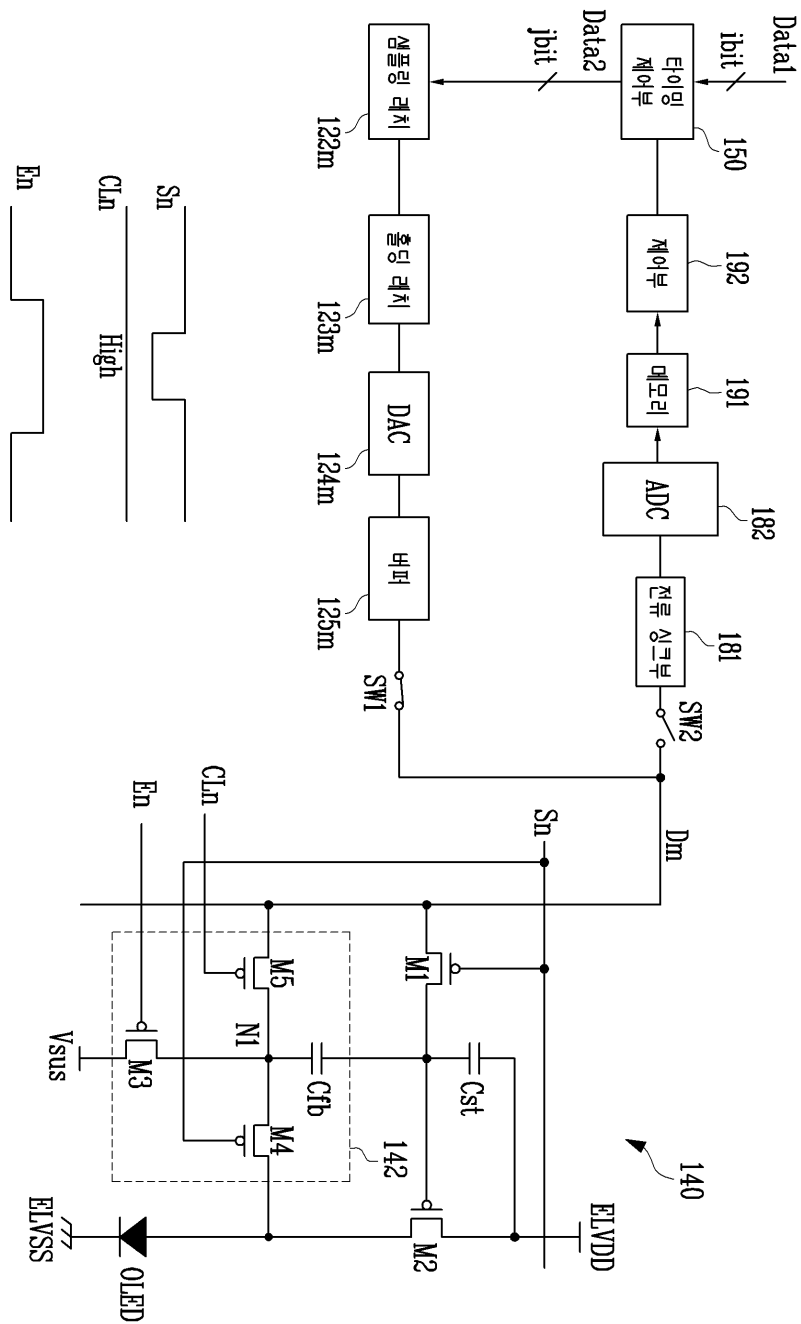 Data1
ibit
타이밍
제어부
150
Data2
jbit
제어부
192
메모리
191
ADC
182
전류 싱크부
181
SW2
샘플링 래치
122m
홀딩 래치
123m
DAC
124m
버퍼
125m
SW1
Dm
Sn
CLn
En
M1
Cst
M5
N1
Cfb
M3
Vsus
M4
142
M2
ELVDD
140
OLED
ELVSS
Sn
CLn
High
En